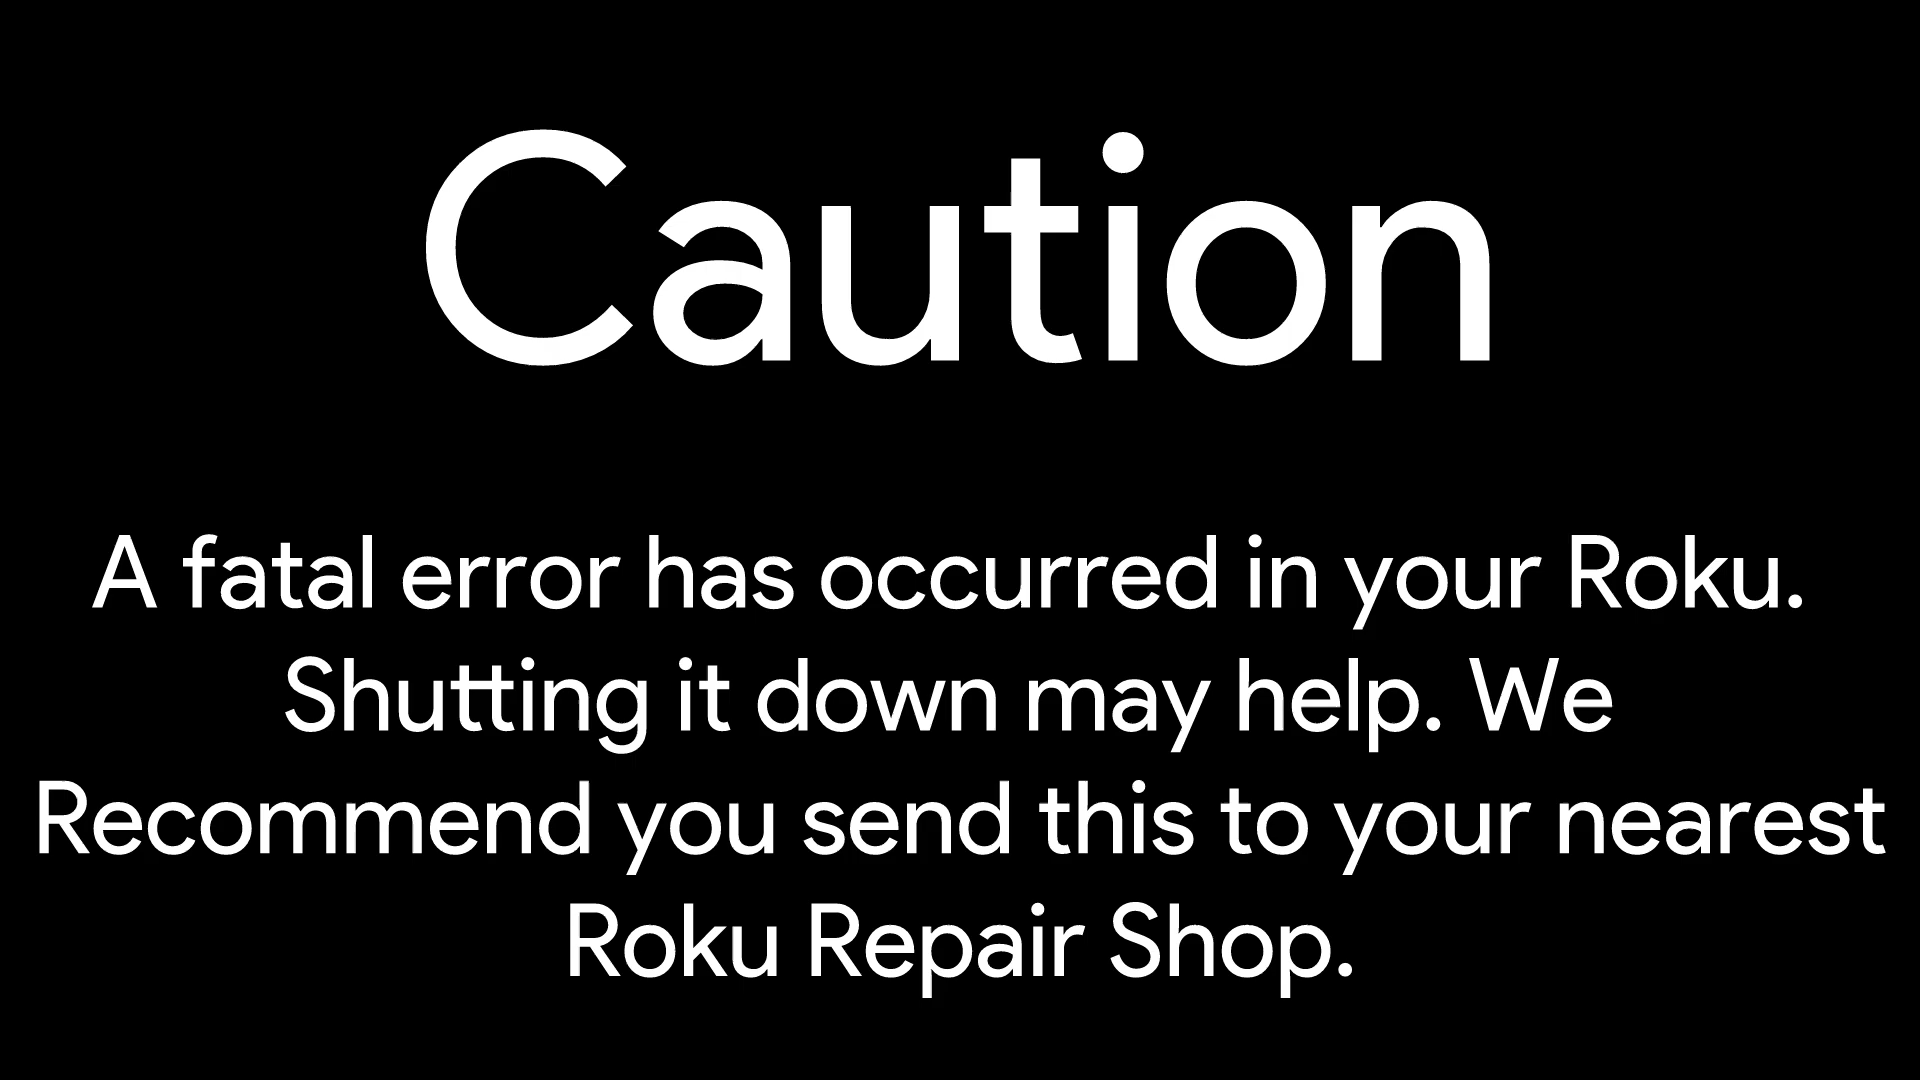 Caution
A fatal error has occurred in your Roku.
Shutting it down may help. We
Recommend you send this to your nearest
Roku Repair Shop.